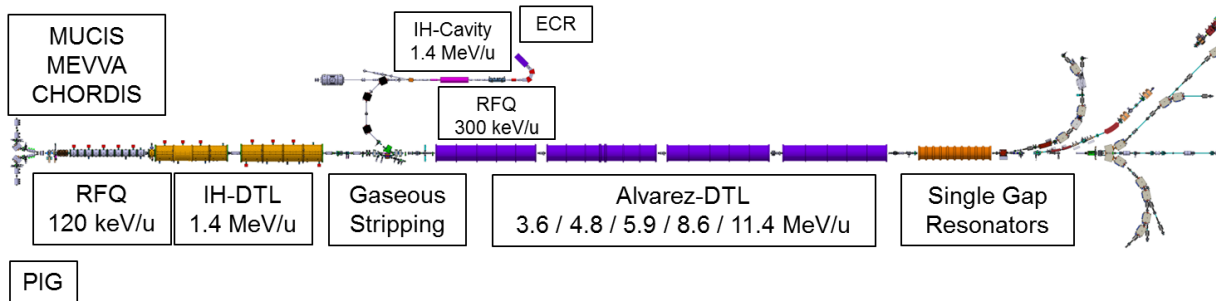 MUCIS
MEVVA
CHORDIS
IH-Cavity
1.4 MeV/u
ECR
RFQ
300 keV/u
RFQ
120 keV/u
IH-DTL
1.4 MeV/u
Gaseous
Stripping
Alvarez-DTL
3.6 / 4.8 / 5.9 / 8.6 / 11.4 MeV/u
Single Gap
Resonators
PIG